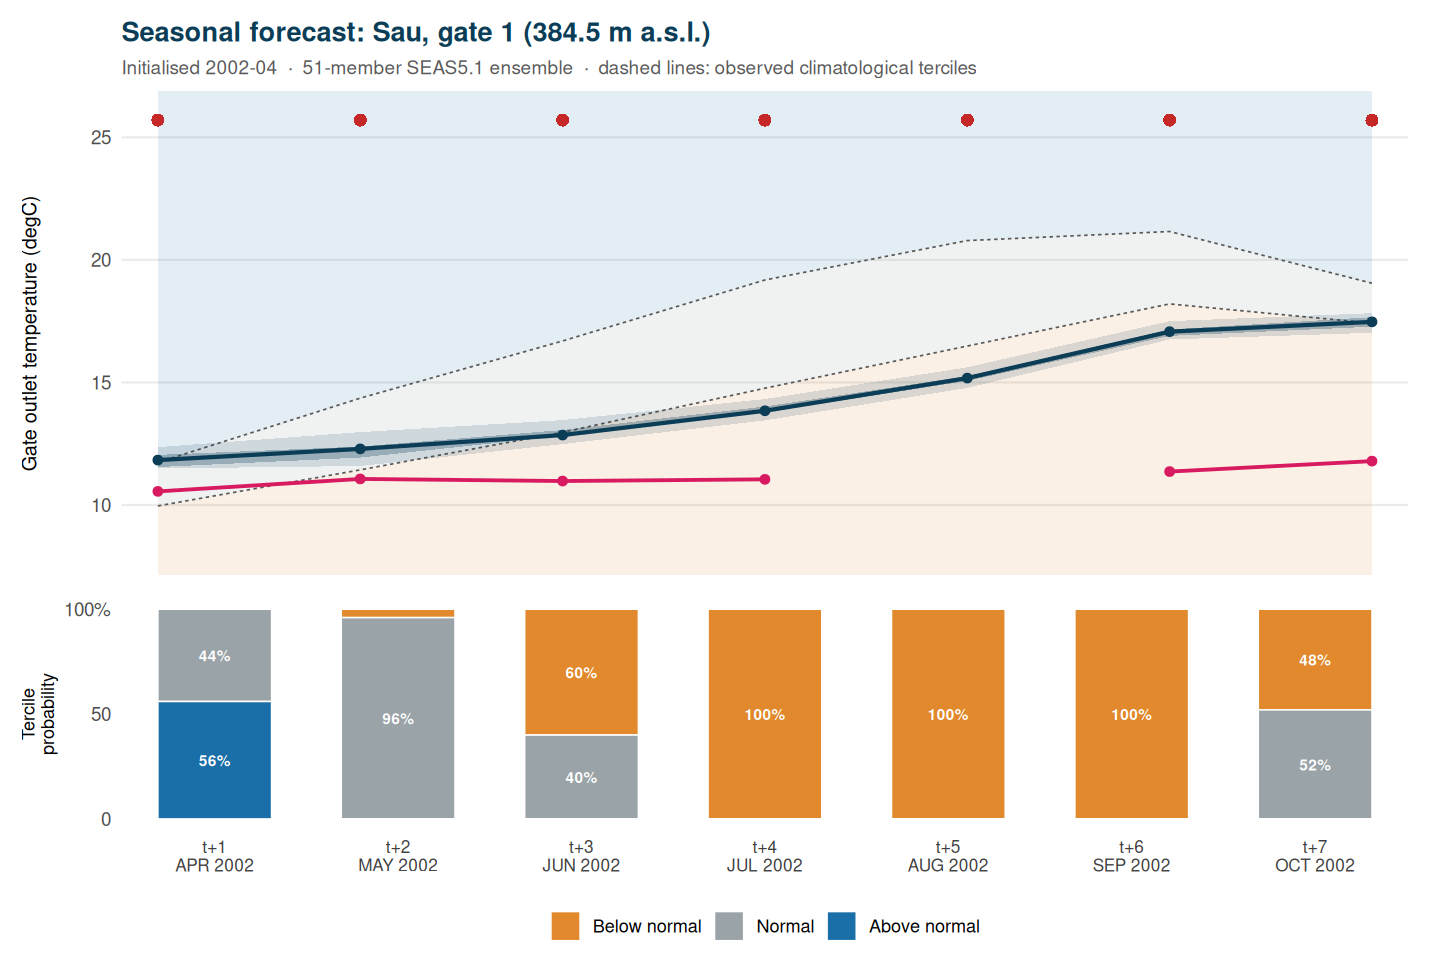 Seasonal forecast: Sau, gate 1 (384.5 m a.s.l.)
Initialised 2002-04 · 51-member SEAS5.1 ensemble · dashed lines: observed climatological terciles
Gate outlet temperature (degC)
25
20
15
10
Tercile
probability
100%
50
0
44%
56%
96%
60%
40%
100%
100%
100%
48%
52%
t+1
APR 2002
t+2
MAY 2002
t+3
JUN 2002
t+4
JUL 2002
t+5
AUG 2002
t+6
SEP 2002
t+7
OCT 2002
Below normal
Normal
Above normal